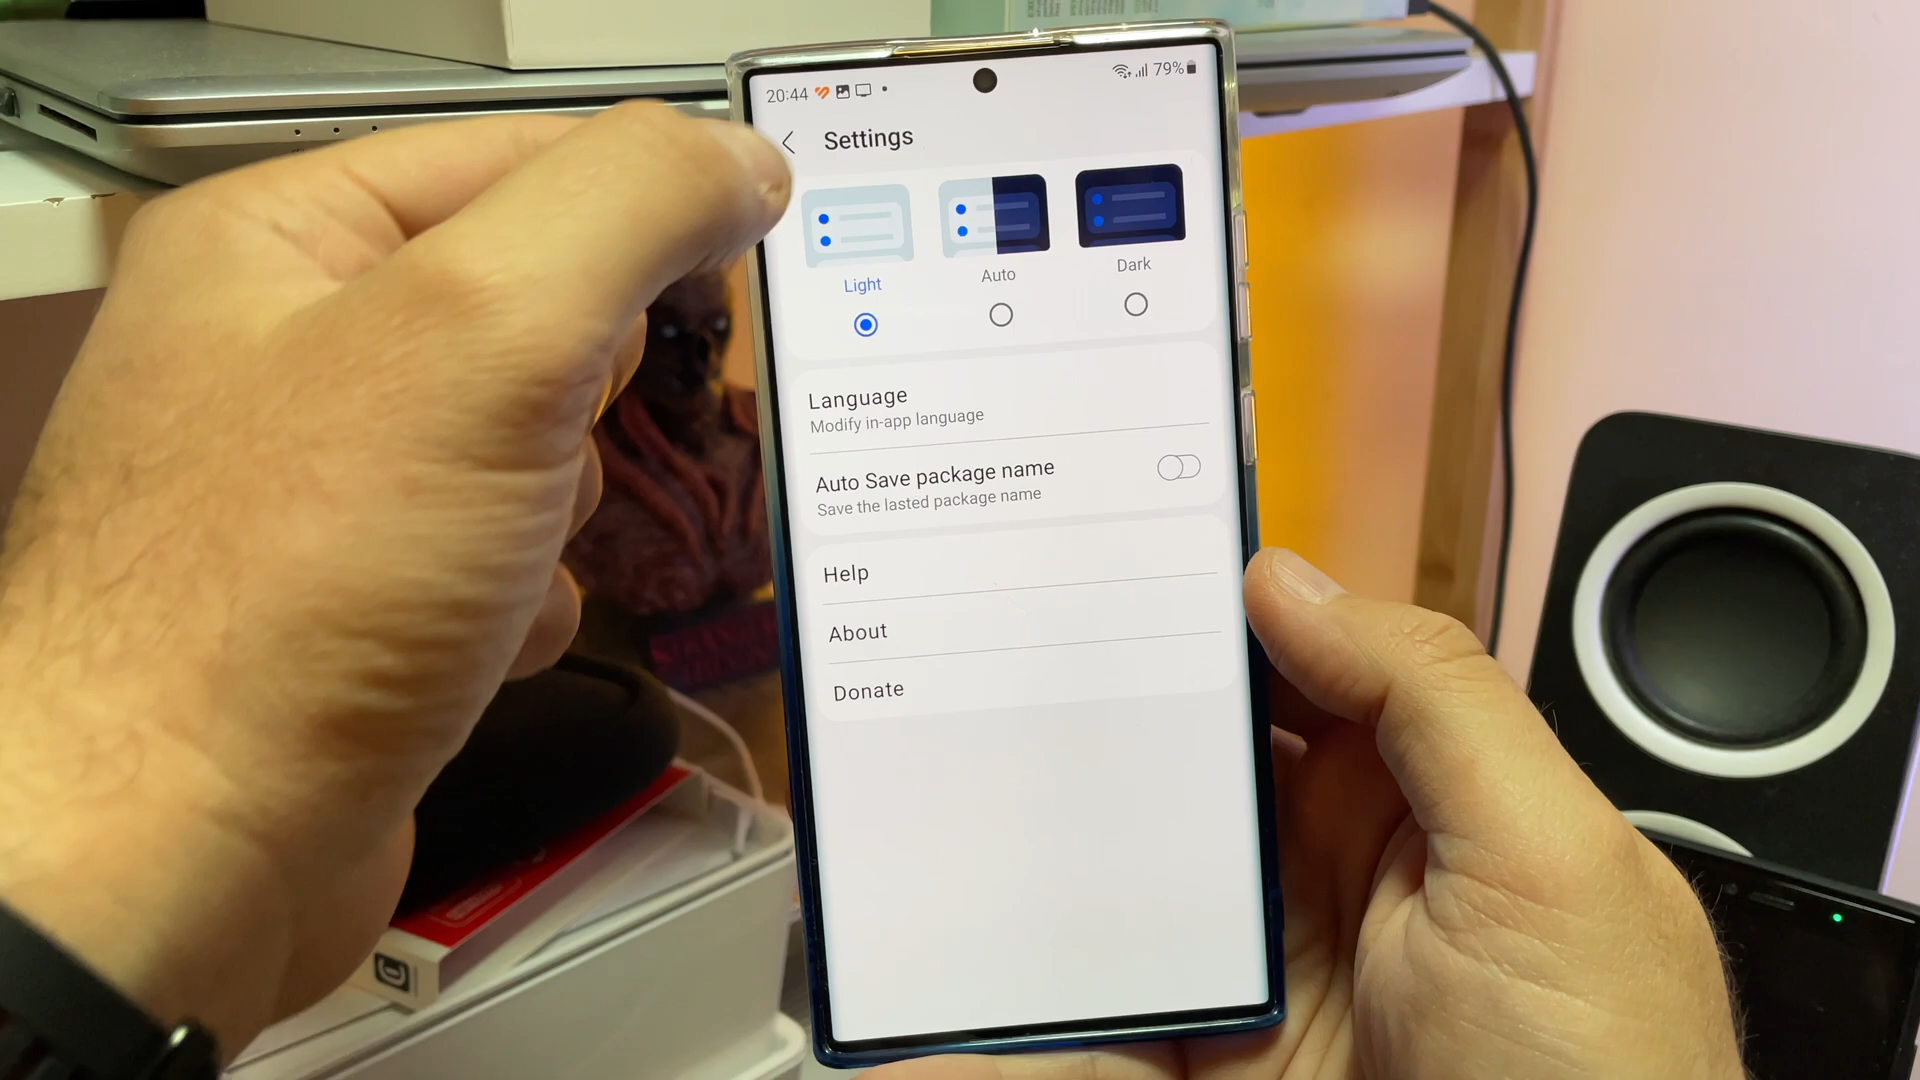 20:44
79%
Settings
Light
Auto
Dark
Language
Modify in-app language
Auto Save package name
Save the lasted package name
Help
About
Donate